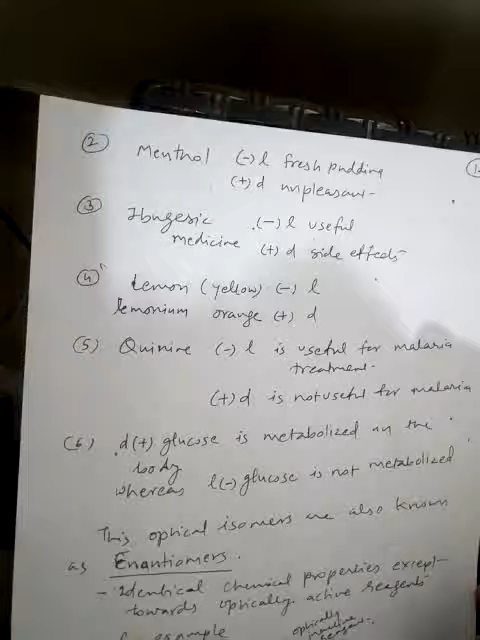 (2) Menthol (-) l fresh pudding
(+) d unpleasant
(3) Ibugesic (-) l useful
medicine (+) d side effects
(4) Lemon (yellow) (-) l
lemonium orange (+) d
(5) Quinine (-) l is useful for malaria
treatment.
(+) d is not useful for malaria
(6) d(+) glucose is metabolized in the
body
whereas l(-) glucose is not metabolized
This optical isomers are also known
as Enantiomers.
- Identical chemical properties except
towards optically active reagents
example
optically